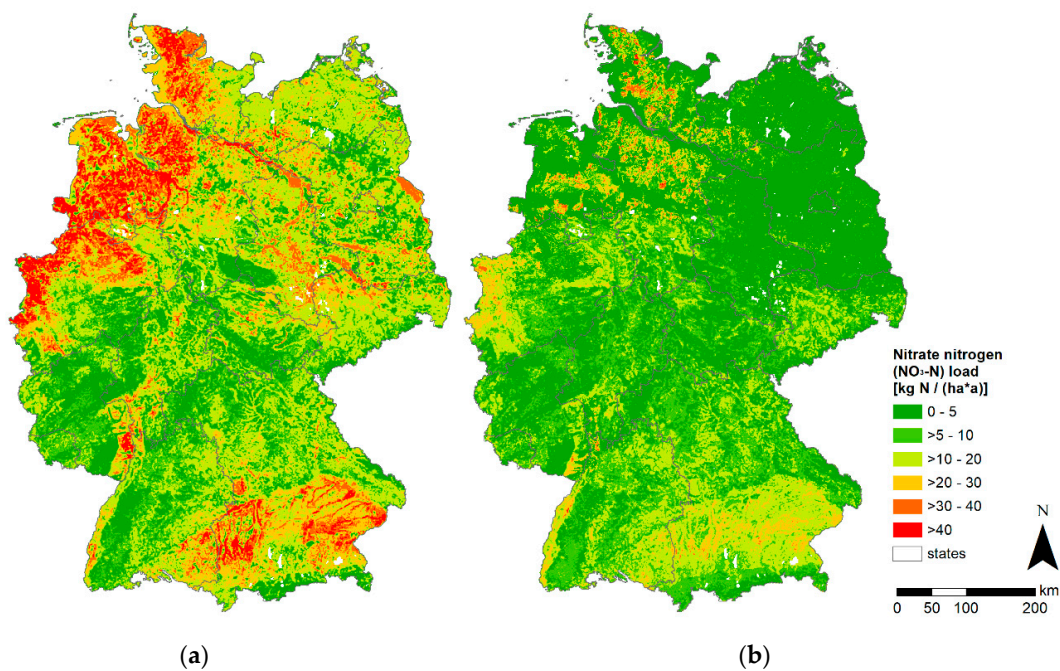 Nitrate nitrogen
(NO₃-N) load
[kg N / (ha*a)]
0 - 5
>5 - 10
>10 - 20
>20 - 30
>30 - 40
>40
states
N
km
0 50 100 200
(a) (b)